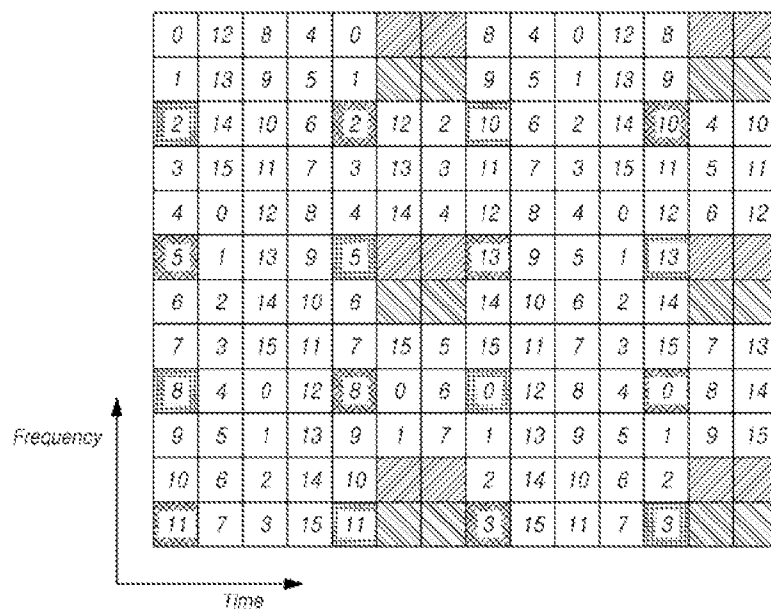 0 12 8 4 0 8 4 0 12 8
1 13 9 5 1 9 5 1 13 9
2 14 10 6 2 12 2 10 6 2 14 10 4 10
3 15 11 7 3 13 3 11 7 3 15 11 5 11
4 0 12 8 4 14 4 12 8 4 0 12 6 12
5 1 13 9 5 13 9 5 1 13
6 2 14 10 6 14 10 6 2 14
7 3 15 11 7 15 5 15 11 7 3 15 7 13
8 4 0 12 8 0 6 0 12 8 4 0 8 14
9 5 1 13 9 1 7 1 13 9 5 1 9 15
10 6 2 14 10 2 14 10 6 2
11 7 3 15 11 3 15 11 7 3
Frequency
Time